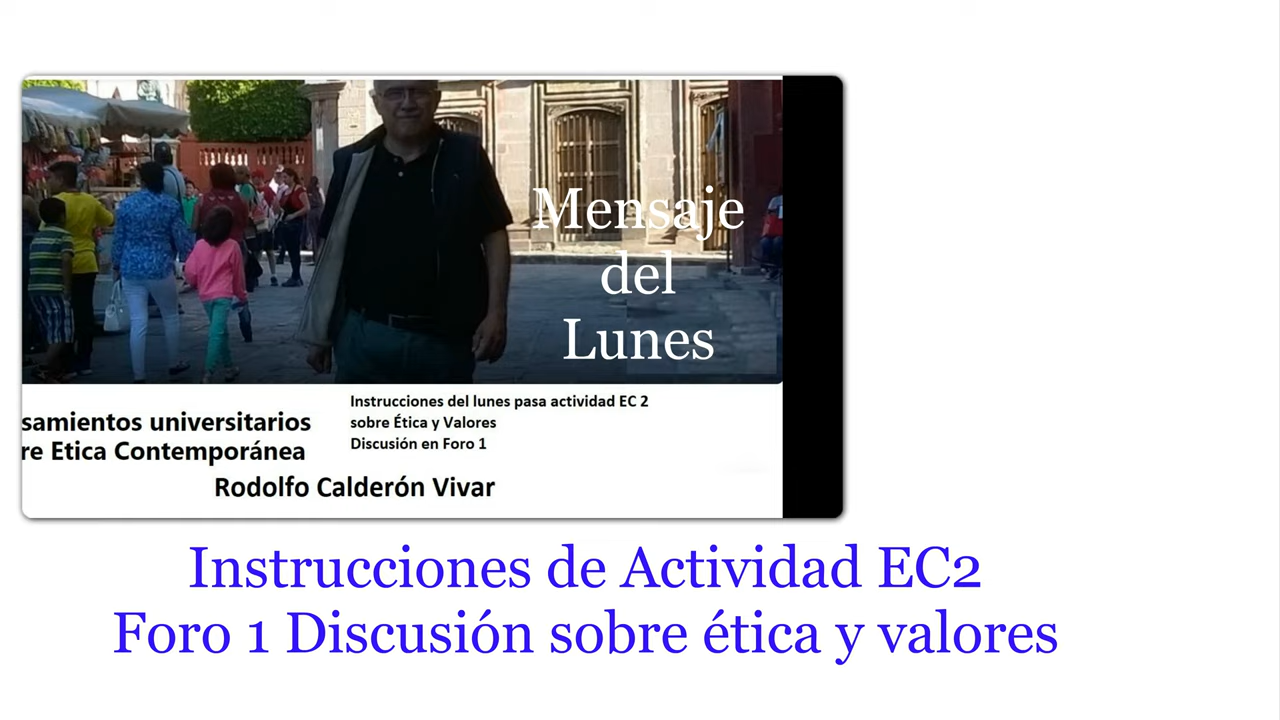 Mensaje
del
Lunes
Instrucciones del lunes pasa actividad EC 2
sobre Ética y Valores
Discusión en Foro 1
samientos universitarios
re Etica Contemporánea
Rodolfo Calderón Vivar
Instrucciones de Actividad EC2
Foro 1 Discusión sobre ética y valores